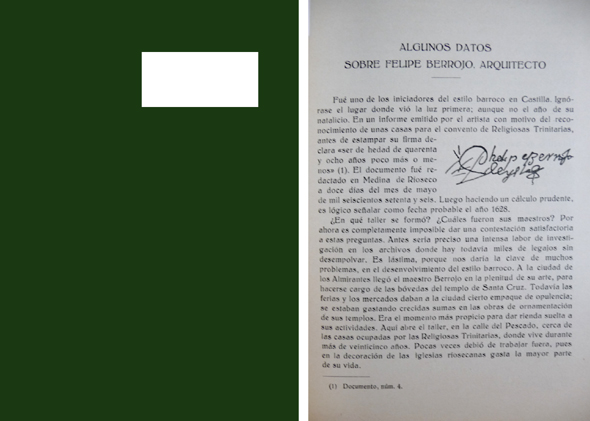 ALGUNOS DATOS
SOBRE FELIPE BERROJO, ARQUITECTO
Fué uno de los iniciadores del estilo barroco en Castilla. Ignó-
rase el lugar donde vió la luz primera; aunque no el año de su
natalicio. En un informe emitido por el artista con motivo del reco-
nocimiento de unas casas para el convento de Religiosas Trinitarias,
antes de estampar su firma de-
clara «ser de hedad de quarenta
y ocho años poco más o me-
nos» (1). El documento fué re-
dactado en Medina de Rioseco
a doce días del mes de mayo
de mil seiscientos setenta y seis. Luego haciendo un cálculo prudente,
es lógico señalar como fecha probable el año 1628.
¿En qué taller se formó? ¿Cuáles fueron sus maestros? Por
ahora es completamente imposible dar una contestación satisfactoria
a estas preguntas. Antes sería preciso una intensa labor de investi-
gación en los archivos donde hay todavía miles de legajos sin
desempolvar. Es lástima, porque nos daría la clave de muchos
problemas, en el desenvolvimiento del estilo barroco. A la ciudad de
los Almirantes llegó el maestro Berrojo en la plenitud de su arte, para
hacerse cargo de las bóvedas del templo de Santa Cruz. Todavía las
ferias y los mercados daban a la ciudad cierto empaque de opulencia;
se estaban gastando crecidas sumas en las obras de ornamentación
de sus templos. Era el momento más propicio para dar rienda suelta a
sus actividades. Aquí abre el taller, en la calle del Pescado, cerca de
las casas ocupadas por las Religiosas Trinitarias, donde vive durante
más de veinticinco años. Pocas veces debió de trabajar fuera, pues
en la decoración de las iglesias riosecanas gasta la mayor parte
de su vida.
(1) Documento, núm. 4.